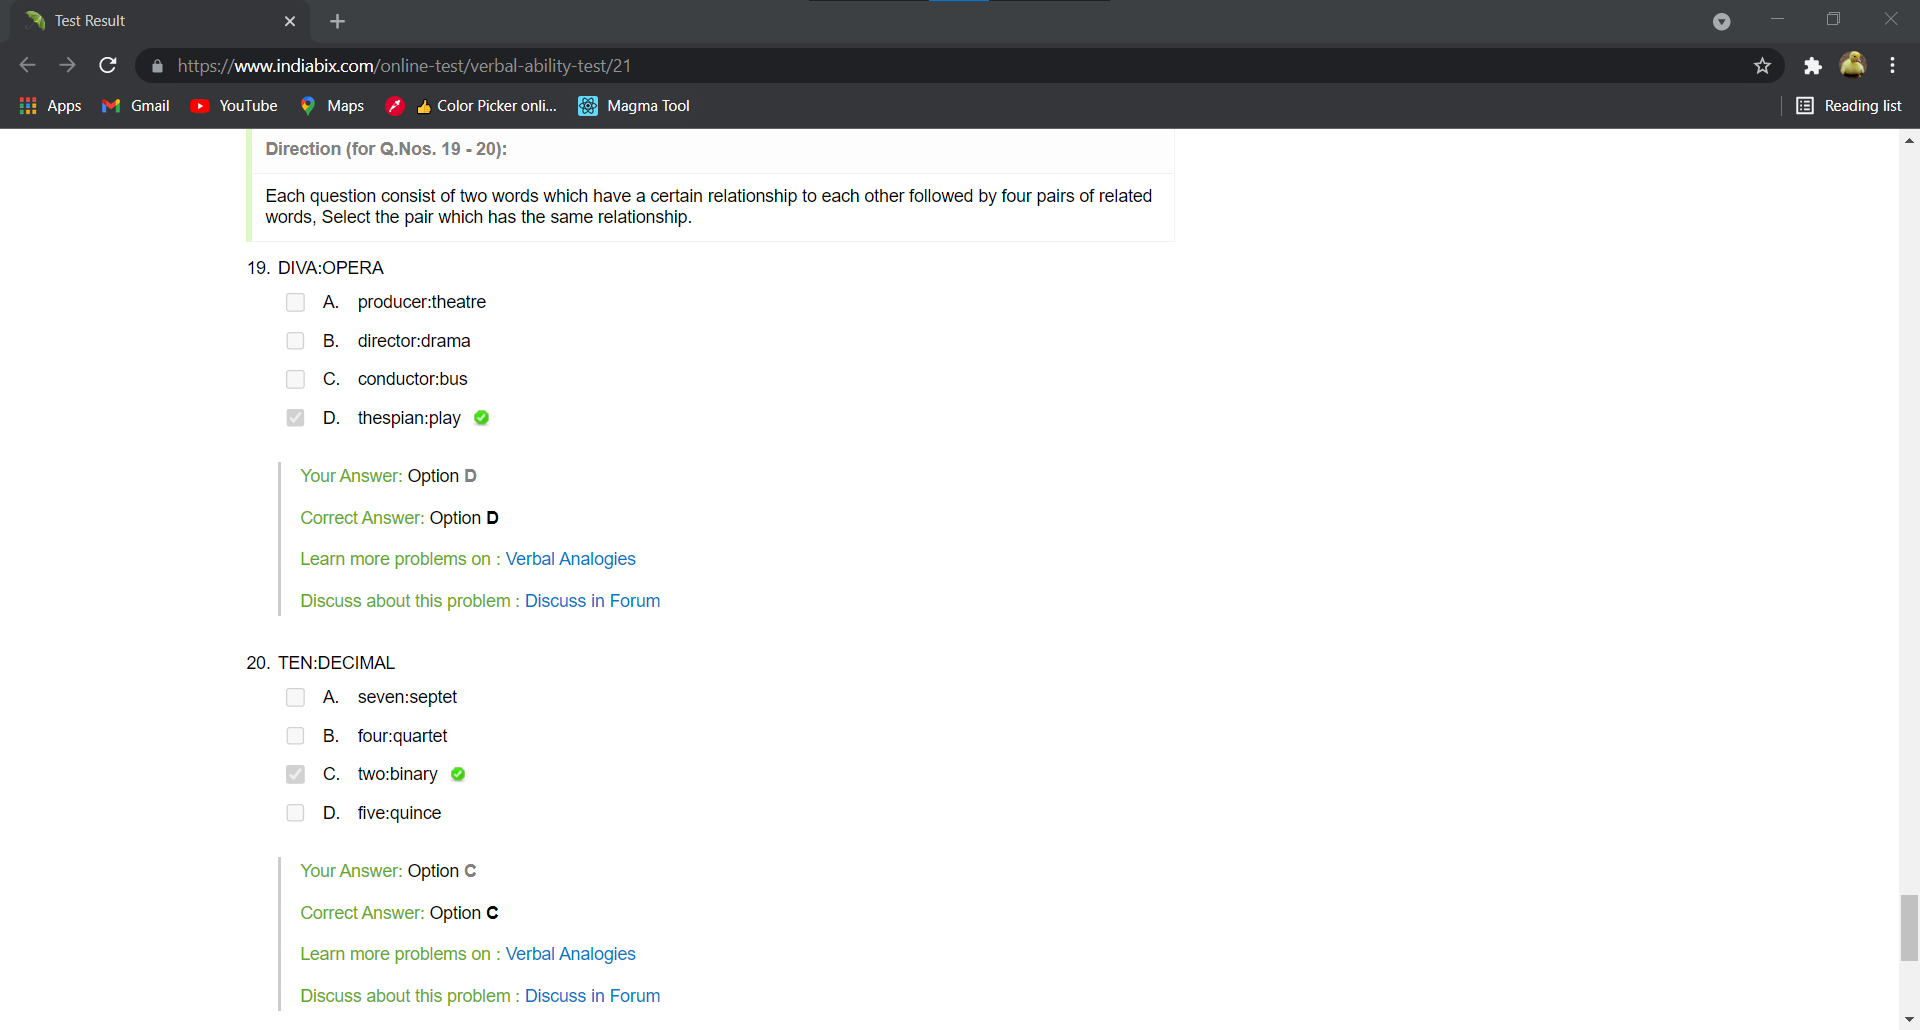 Test Result
https://www.indiabix.com/online-test/verbal-ability-test/21
Apps Gmail YouTube Maps 👍 Color Picker onli... Magma Tool Reading list
Direction (for Q.Nos. 19 - 20):
Each question consist of two words which have a certain relationship to each other followed by four pairs of related
words, Select the pair which has the same relationship.
19. DIVA:OPERA
A. producer:theatre
B. director:drama
C. conductor:bus
D. thespian:play
Your Answer: Option D
Correct Answer: Option D
Learn more problems on : Verbal Analogies
Discuss about this problem : Discuss in Forum
20. TEN:DECIMAL
A. seven:septet
B. four:quartet
C. two:binary
D. five:quince
Your Answer: Option C
Correct Answer: Option C
Learn more problems on : Verbal Analogies
Discuss about this problem : Discuss in Forum